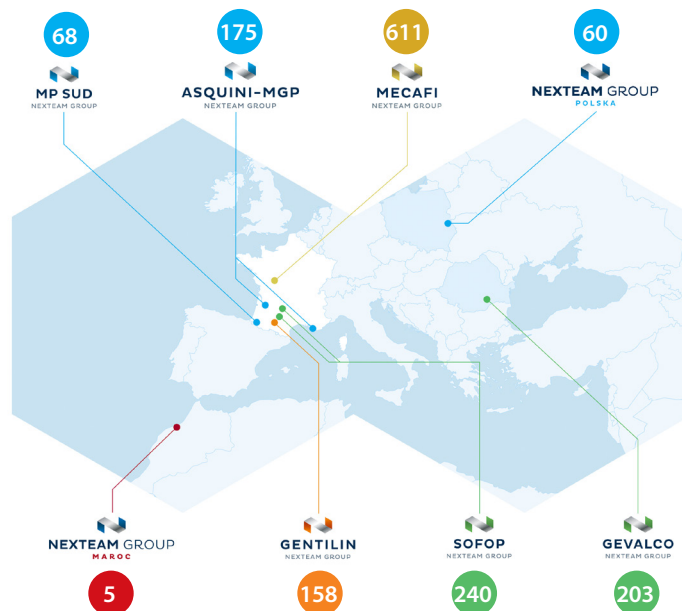 68
MP SUD
NEXTEAM GROUP
175
ASQUINI-MGP
NEXTEAM GROUP
611
MECAFI
NEXTEAM GROUP
60
NEXTEAM GROUP
POLSKA
NEXTEAM GROUP
MAROC
5
GENTILIN
NEXTEAM GROUP
158
SOFOP
NEXTEAM GROUP
240
GEVALCO
NEXTEAM GROUP
203